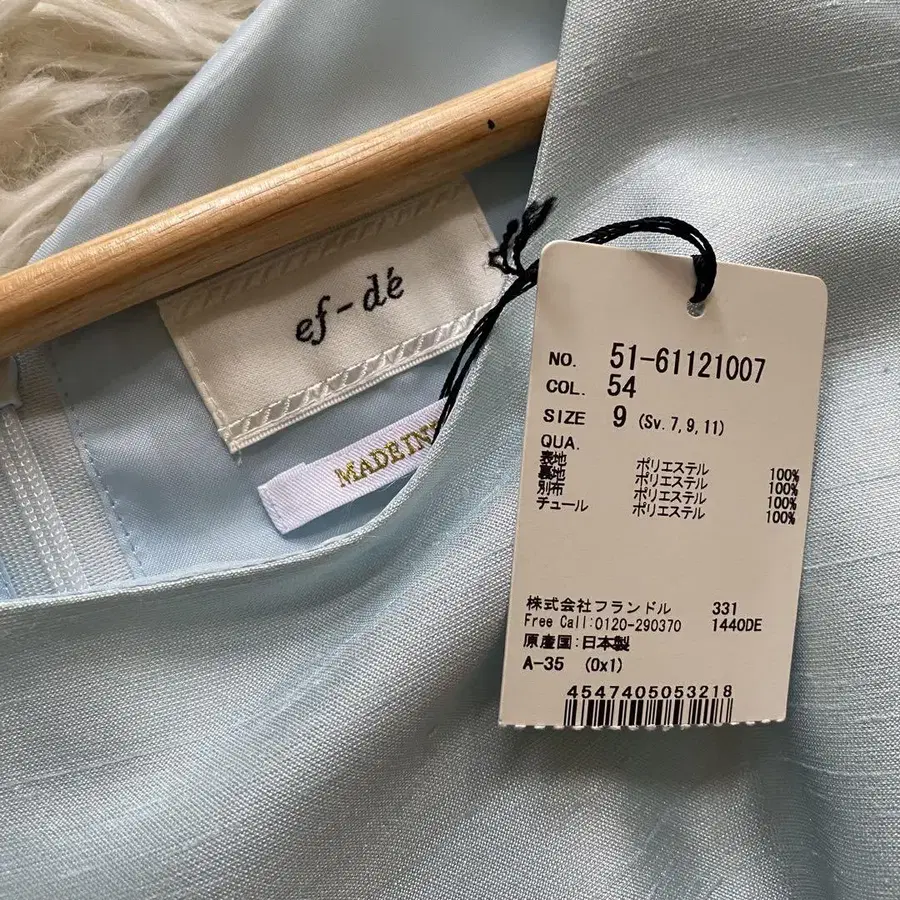 ef-dé
MADE IN
NO. 51-61121007
COL. 54
SIZE 9 (Sv. 7, 9, 11)
QUA.
表地 ポリエステル 100%
裏地 ポリエステル 100%
別布 ポリエステル 100%
チュール ポリエステル 100%
株式会社フランドル 331
Free Call:0120-290370 1440DE
原産国:日本製
A-35 (0x1)
4547405053218